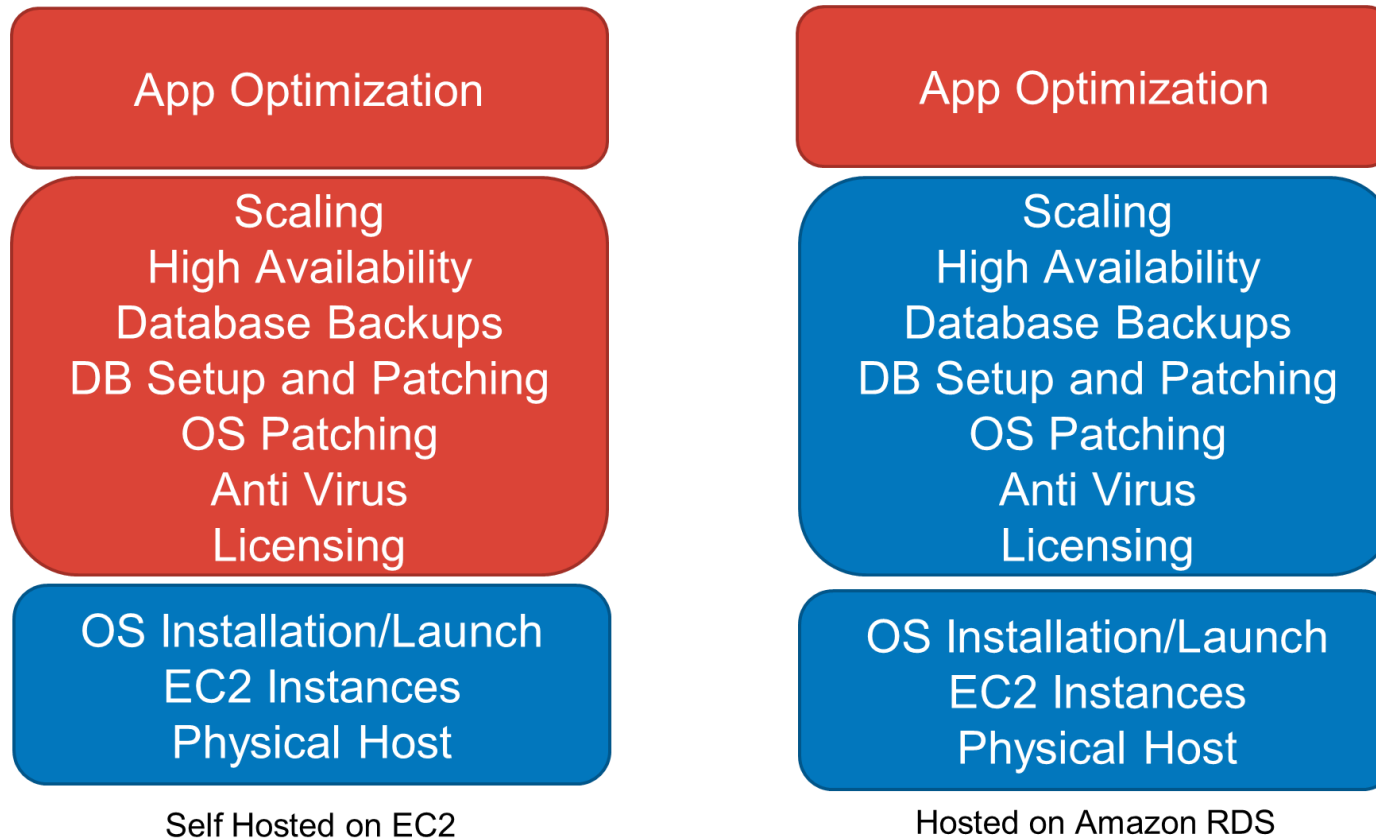 App Optimization
Scaling
High Availability
Database Backups
DB Setup and Patching
OS Patching
Anti Virus
Licensing
OS Installation/Launch
EC2 Instances
Physical Host
Self Hosted on EC2
App Optimization
Scaling
High Availability
Database Backups
DB Setup and Patching
OS Patching
Anti Virus
Licensing
OS Installation/Launch
EC2 Instances
Physical Host
Hosted on Amazon RDS